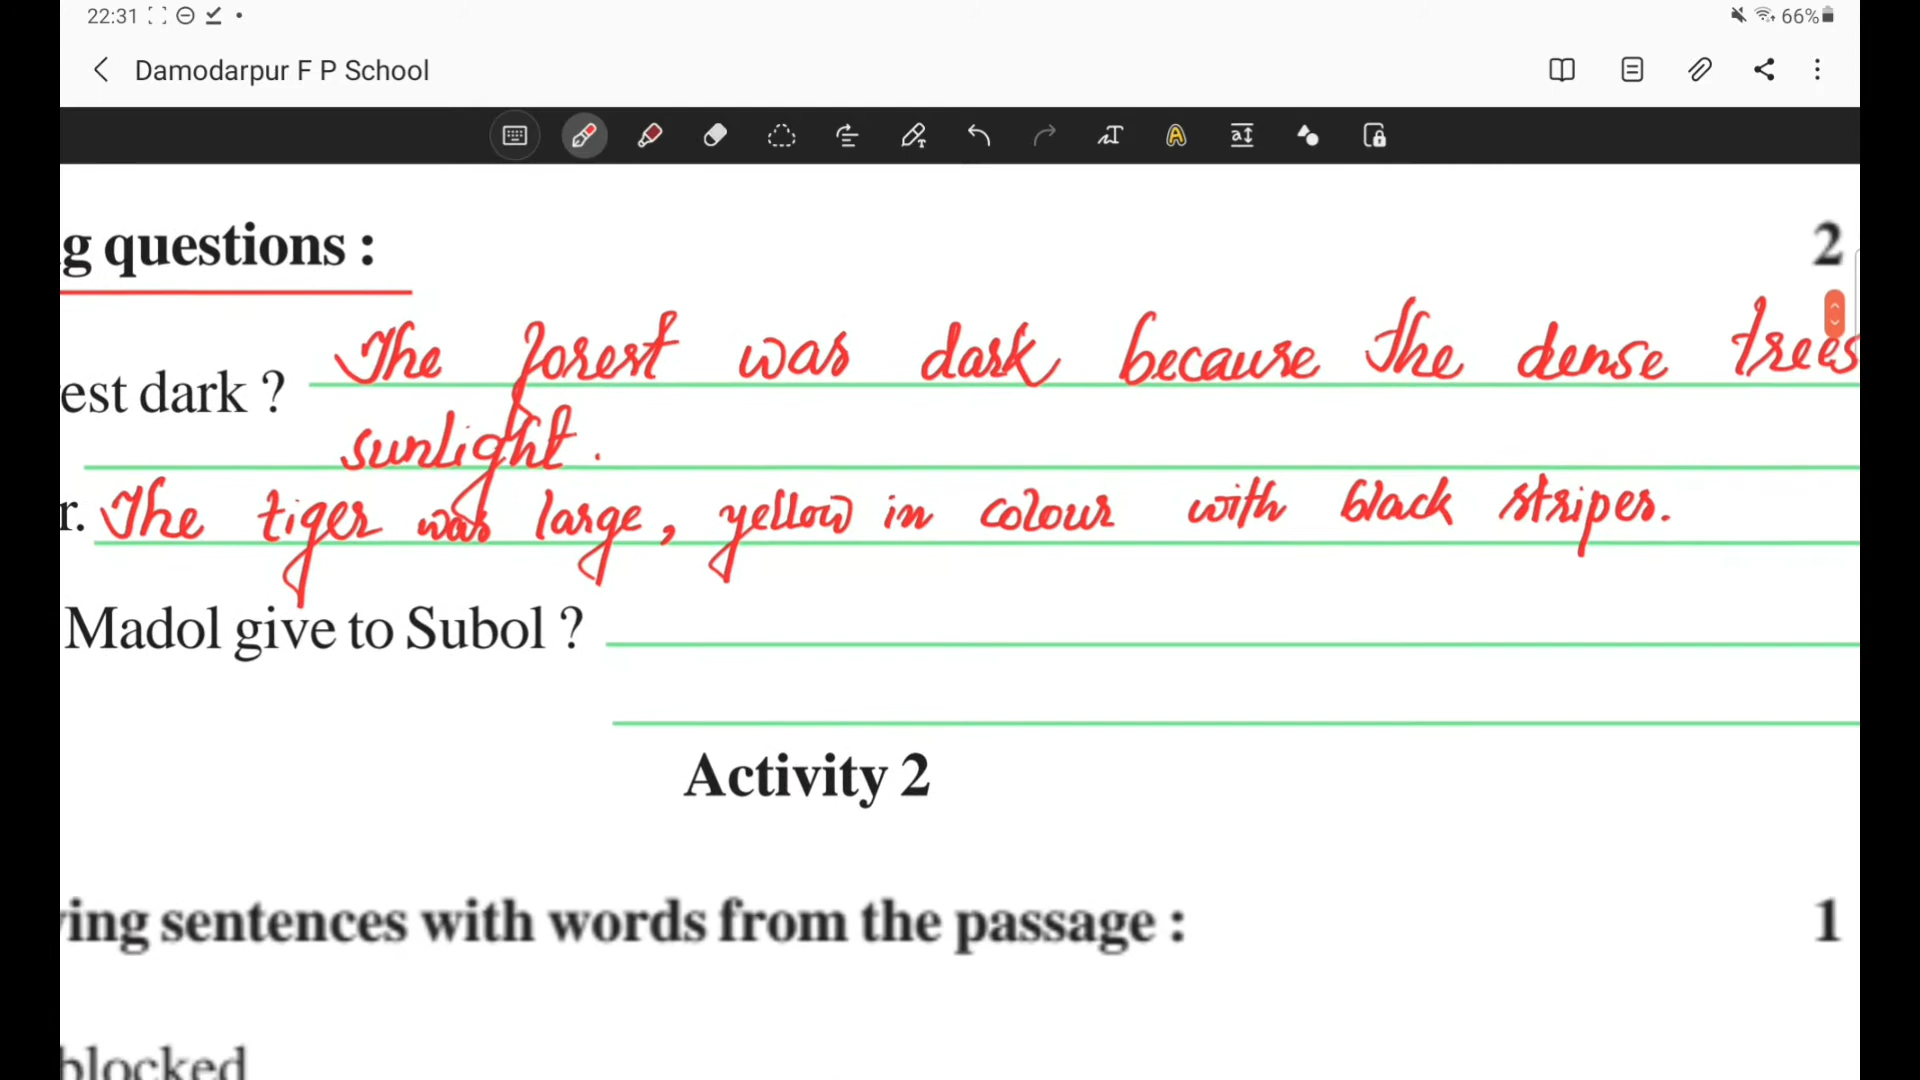 22:31
66%
Damodarpur F P School
g questions :
2
est dark ? The forest was dark because the dense trees
sunlight.
r. The tiger was large, yellow in colour with black stripes.
Madol give to Subol ?
Activity 2
ing sentences with words from the passage :
1
blocked